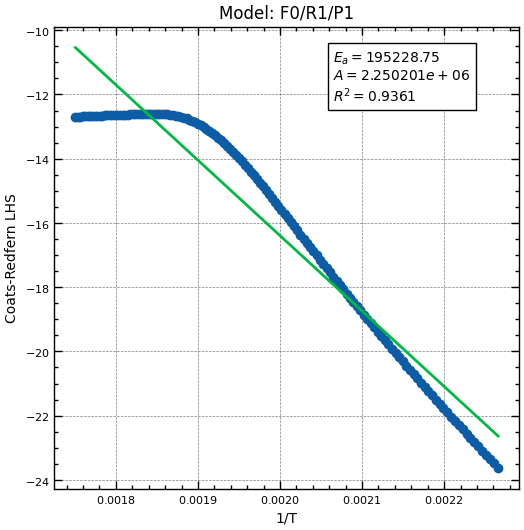 Model: F0/R1/P1
E_a = 195228.75
A = 2.250201e + 06
R^2 = 0.9361
Coats-Redfern LHS
−10
−12
−14
−16
−18
−20
−22
−24
0.0018 0.0019 0.0020 0.0021 0.0022
1/T